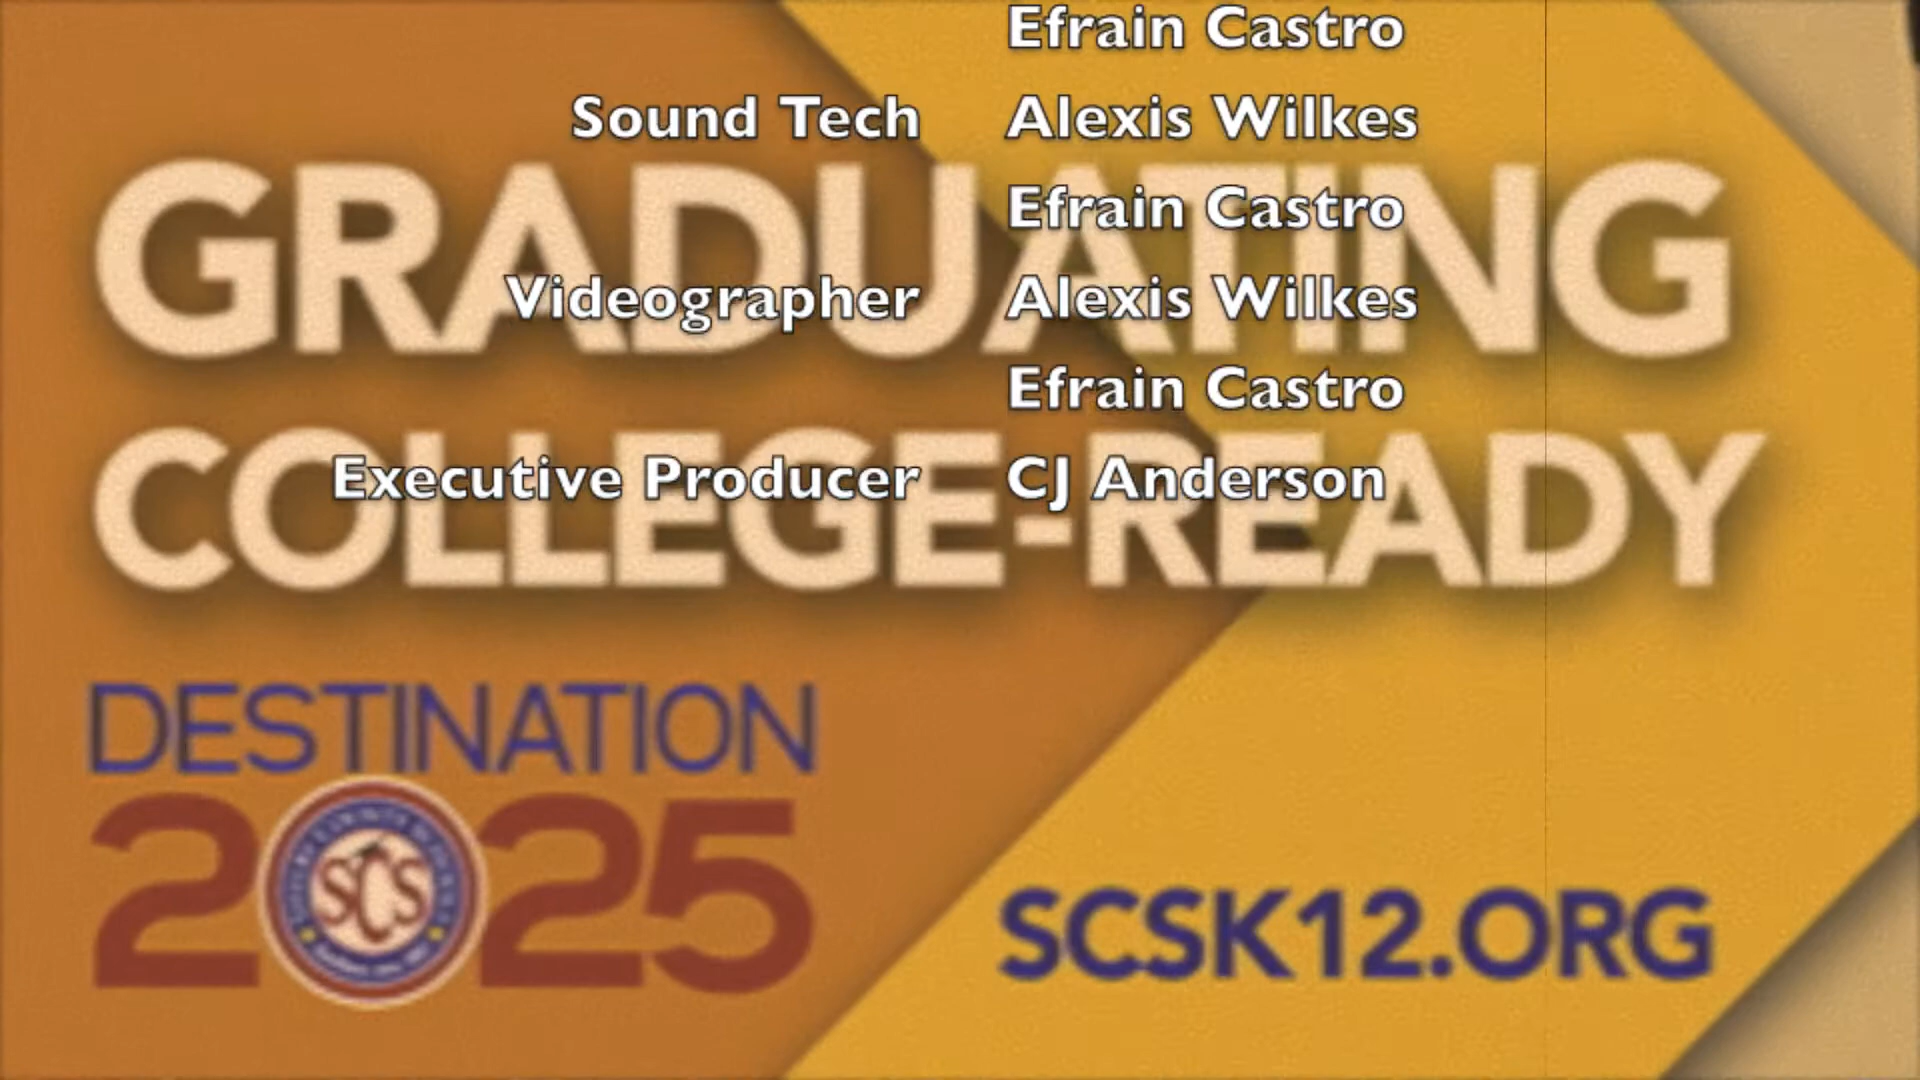 Efrain Castro
Sound Tech Alexis Wilkes
Efrain Castro
Videographer Alexis Wilkes
Efrain Castro
Executive Producer CJ Anderson
GRADUATING
COLLEGE-READY
DESTINATION
2025
SCS
SCSK12.ORG